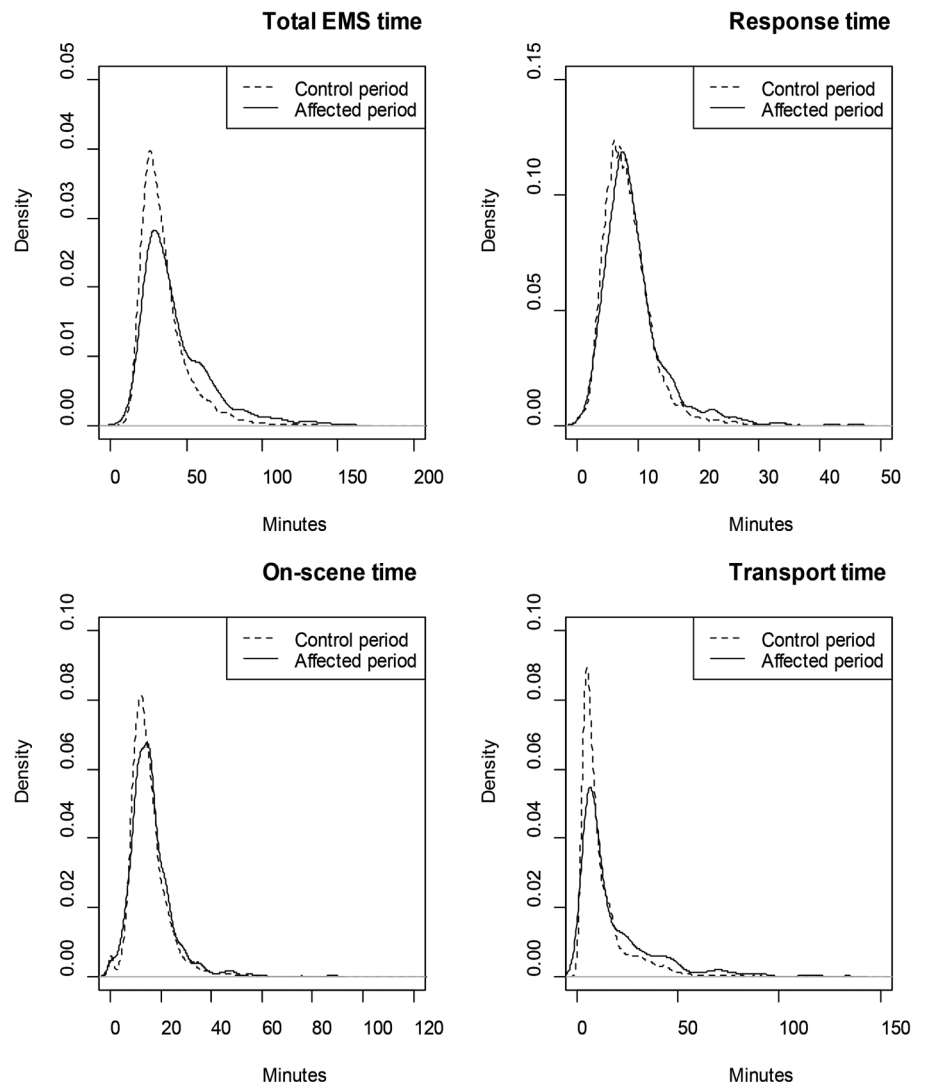 Total EMS time
0.05
0.04
0.03
0.02
0.01
0.00
Density
Control period
Affected period
0 50 100 150 200
Minutes
Response time
0.15
0.10
0.05
0.00
Density
Control period
Affected period
0 10 20 30 40 50
Minutes
On-scene time
0.10
0.08
0.06
0.04
0.02
0.00
Density
Control period
Affected period
0 20 40 60 80 100 120
Minutes
Transport time
0.10
0.08
0.06
0.04
0.02
0.00
Density
Control period
Affected period
0 50 100 150
Minutes